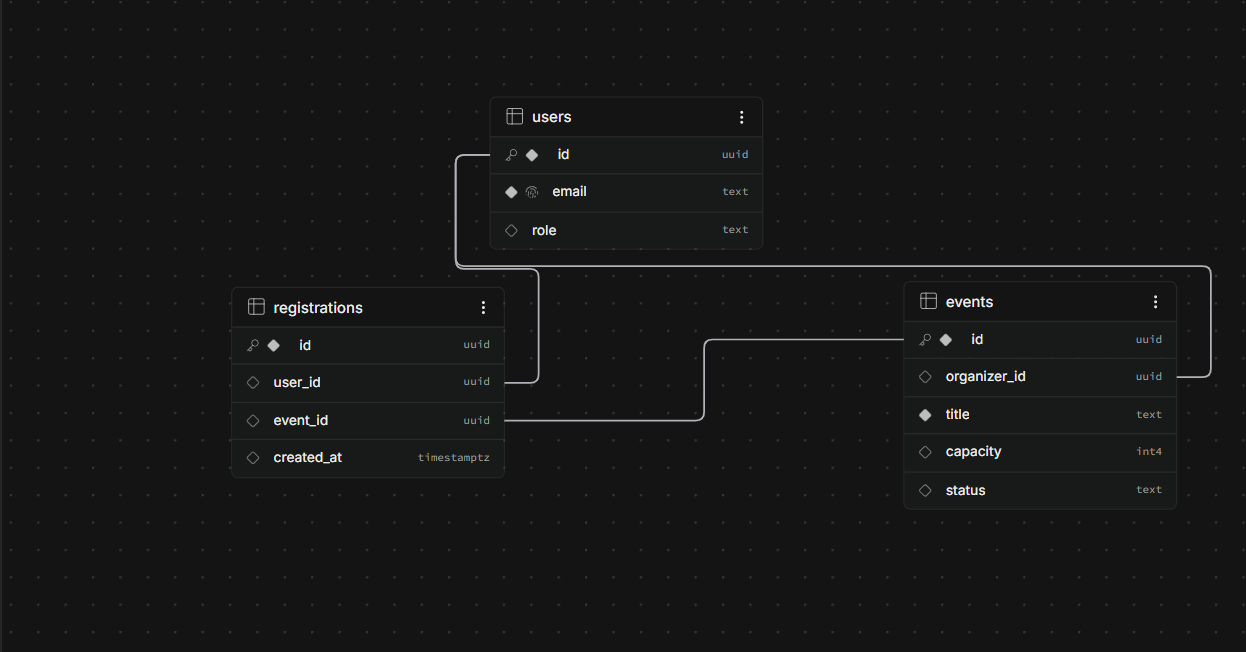 users
id uuid
email text
role text
registrations
id uuid
user_id uuid
event_id uuid
created_at timestamptz
events
id uuid
organizer_id uuid
title text
capacity int4
status text